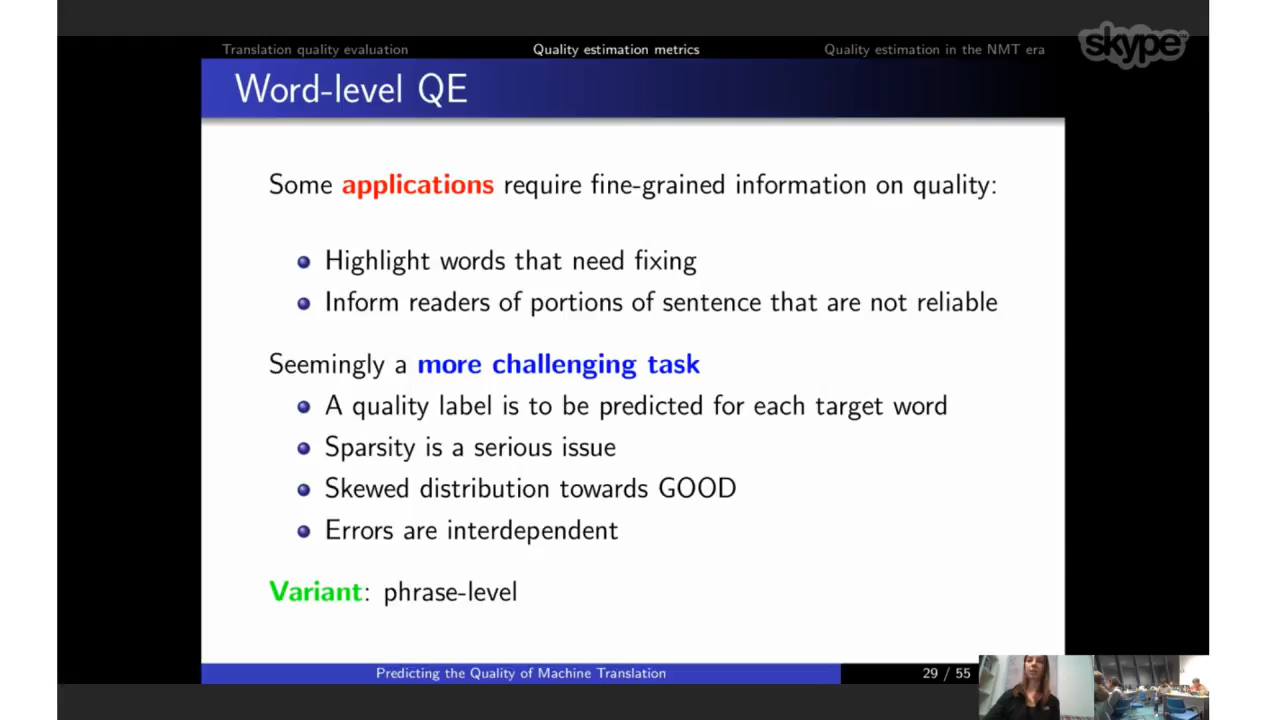 Translation quality evaluation
Quality estimation metrics
Quality estimation in the NMT era
skype
Word-level QE
Some applications require fine-grained information on quality:
Highlight words that need fixing
Inform readers of portions of sentence that are not reliable
Seemingly a more challenging task
A quality label is to be predicted for each target word
Sparsity is a serious issue
Skewed distribution towards GOOD
Errors are interdependent
Variant: phrase-level
Predicting the Quality of Machine Translation
29 / 55